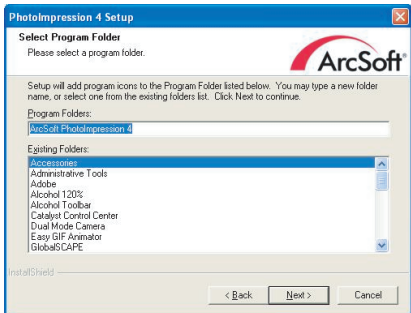 PhotoImpression 4 Setup
Select Program Folder
Please select a program folder.
ArcSoft®
Setup will add program icons to the Program Folder listed below. You may type a new folder
name, or select one from the existing folders list. Click Next to continue.
Program Folders:
ArcSoft PhotoImpression 4
Existing Folders:
Accessories
Administrative Tools
Adobe
Alcohol 120%
Alcohol Toolbar
Catalyst Control Center
Dual Mode Camera
Easy GIF Animator
GlobalSCAPE
InstallShield
< Back
Next >
Cancel